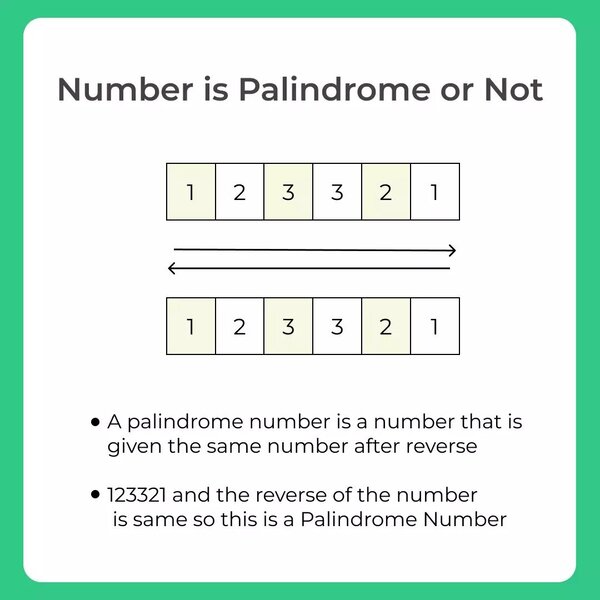 Number is Palindrome or Not
1 2 3 3 2 1
1 2 3 3 2 1
● A palindrome number is a number that is
given the same number after reverse
● 123321 and the reverse of the number
is same so this is a Palindrome Number